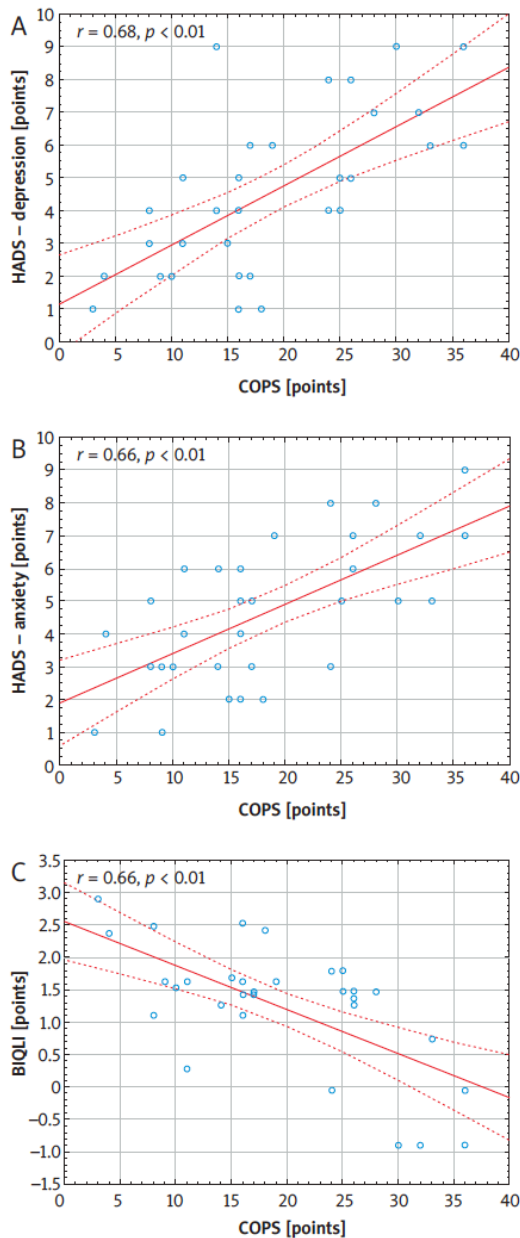 A
r = 0.68, p < 0.01
HADS – depression [points]
10
9
8
7
6
5
4
3
2
1
0
0 5 10 15 20 25 30 35 40
COPS [points]
B
r = 0.66, p < 0.01
HADS – anxiety [points]
10
9
8
7
6
5
4
3
2
1
0
0 5 10 15 20 25 30 35 40
COPS [points]
C
r = 0.66, p < 0.01
BIQLI [points]
3.5
3.0
2.5
2.0
1.5
1.0
0.5
0
–0.5
–1.0
–1.5
0 5 10 15 20 25 30 35 40
COPS [points]